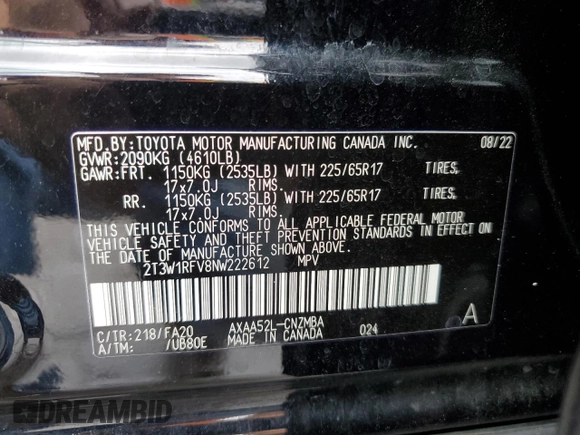 MFD.BY:TOYOTA MOTOR MANUFACTURING CANADA INC. 08/22
GVWR:2090KG (4610LB)
GAWR:FRT. 1150KG (2535LB) WITH 225/65R17 TIRES,
17x7.0J RIMS.
RR. 1150KG (2535LB) WITH 225/65R17 TIRES,
17x7.0J RIMS.
THIS VEHICLE CONFORMS TO ALL APPLICABLE FEDERAL MOTOR
VEHICLE SAFETY AND THEFT PREVENTION STANDARDS IN EFFECT ON
THE DATE OF MANUFACTURE SHOWN ABOVE.
2T3W1RFV8NW222612 MPV
C/TR:218/FA20 AXAA52L-CNZMBA 024 A
A/TM: /UB80E MADE IN CANADA
DREAMBID